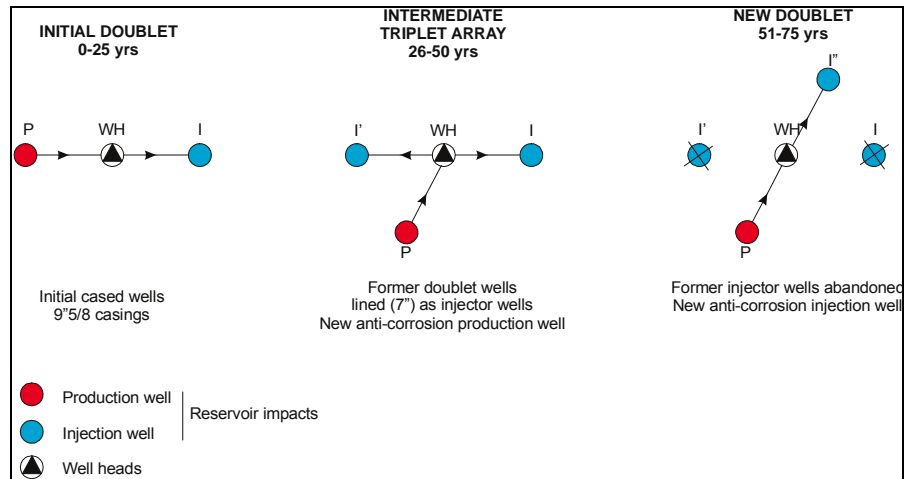 INITIAL DOUBLET
0-25 yrs
P
WH
I
Initial cased wells
9"5/8 casings
INTERMEDIATE
TRIPLET ARRAY
26-50 yrs
I'
WH
I
P
Former doublet wells
lined (7") as injector wells
New anti-corrosion production well
NEW DOUBLET
51-75 yrs
I"
I'
WH
I
P
Former injector wells abandoned
New anti-corrosion injection well
Production well
Injection well
Reservoir impacts
Well heads